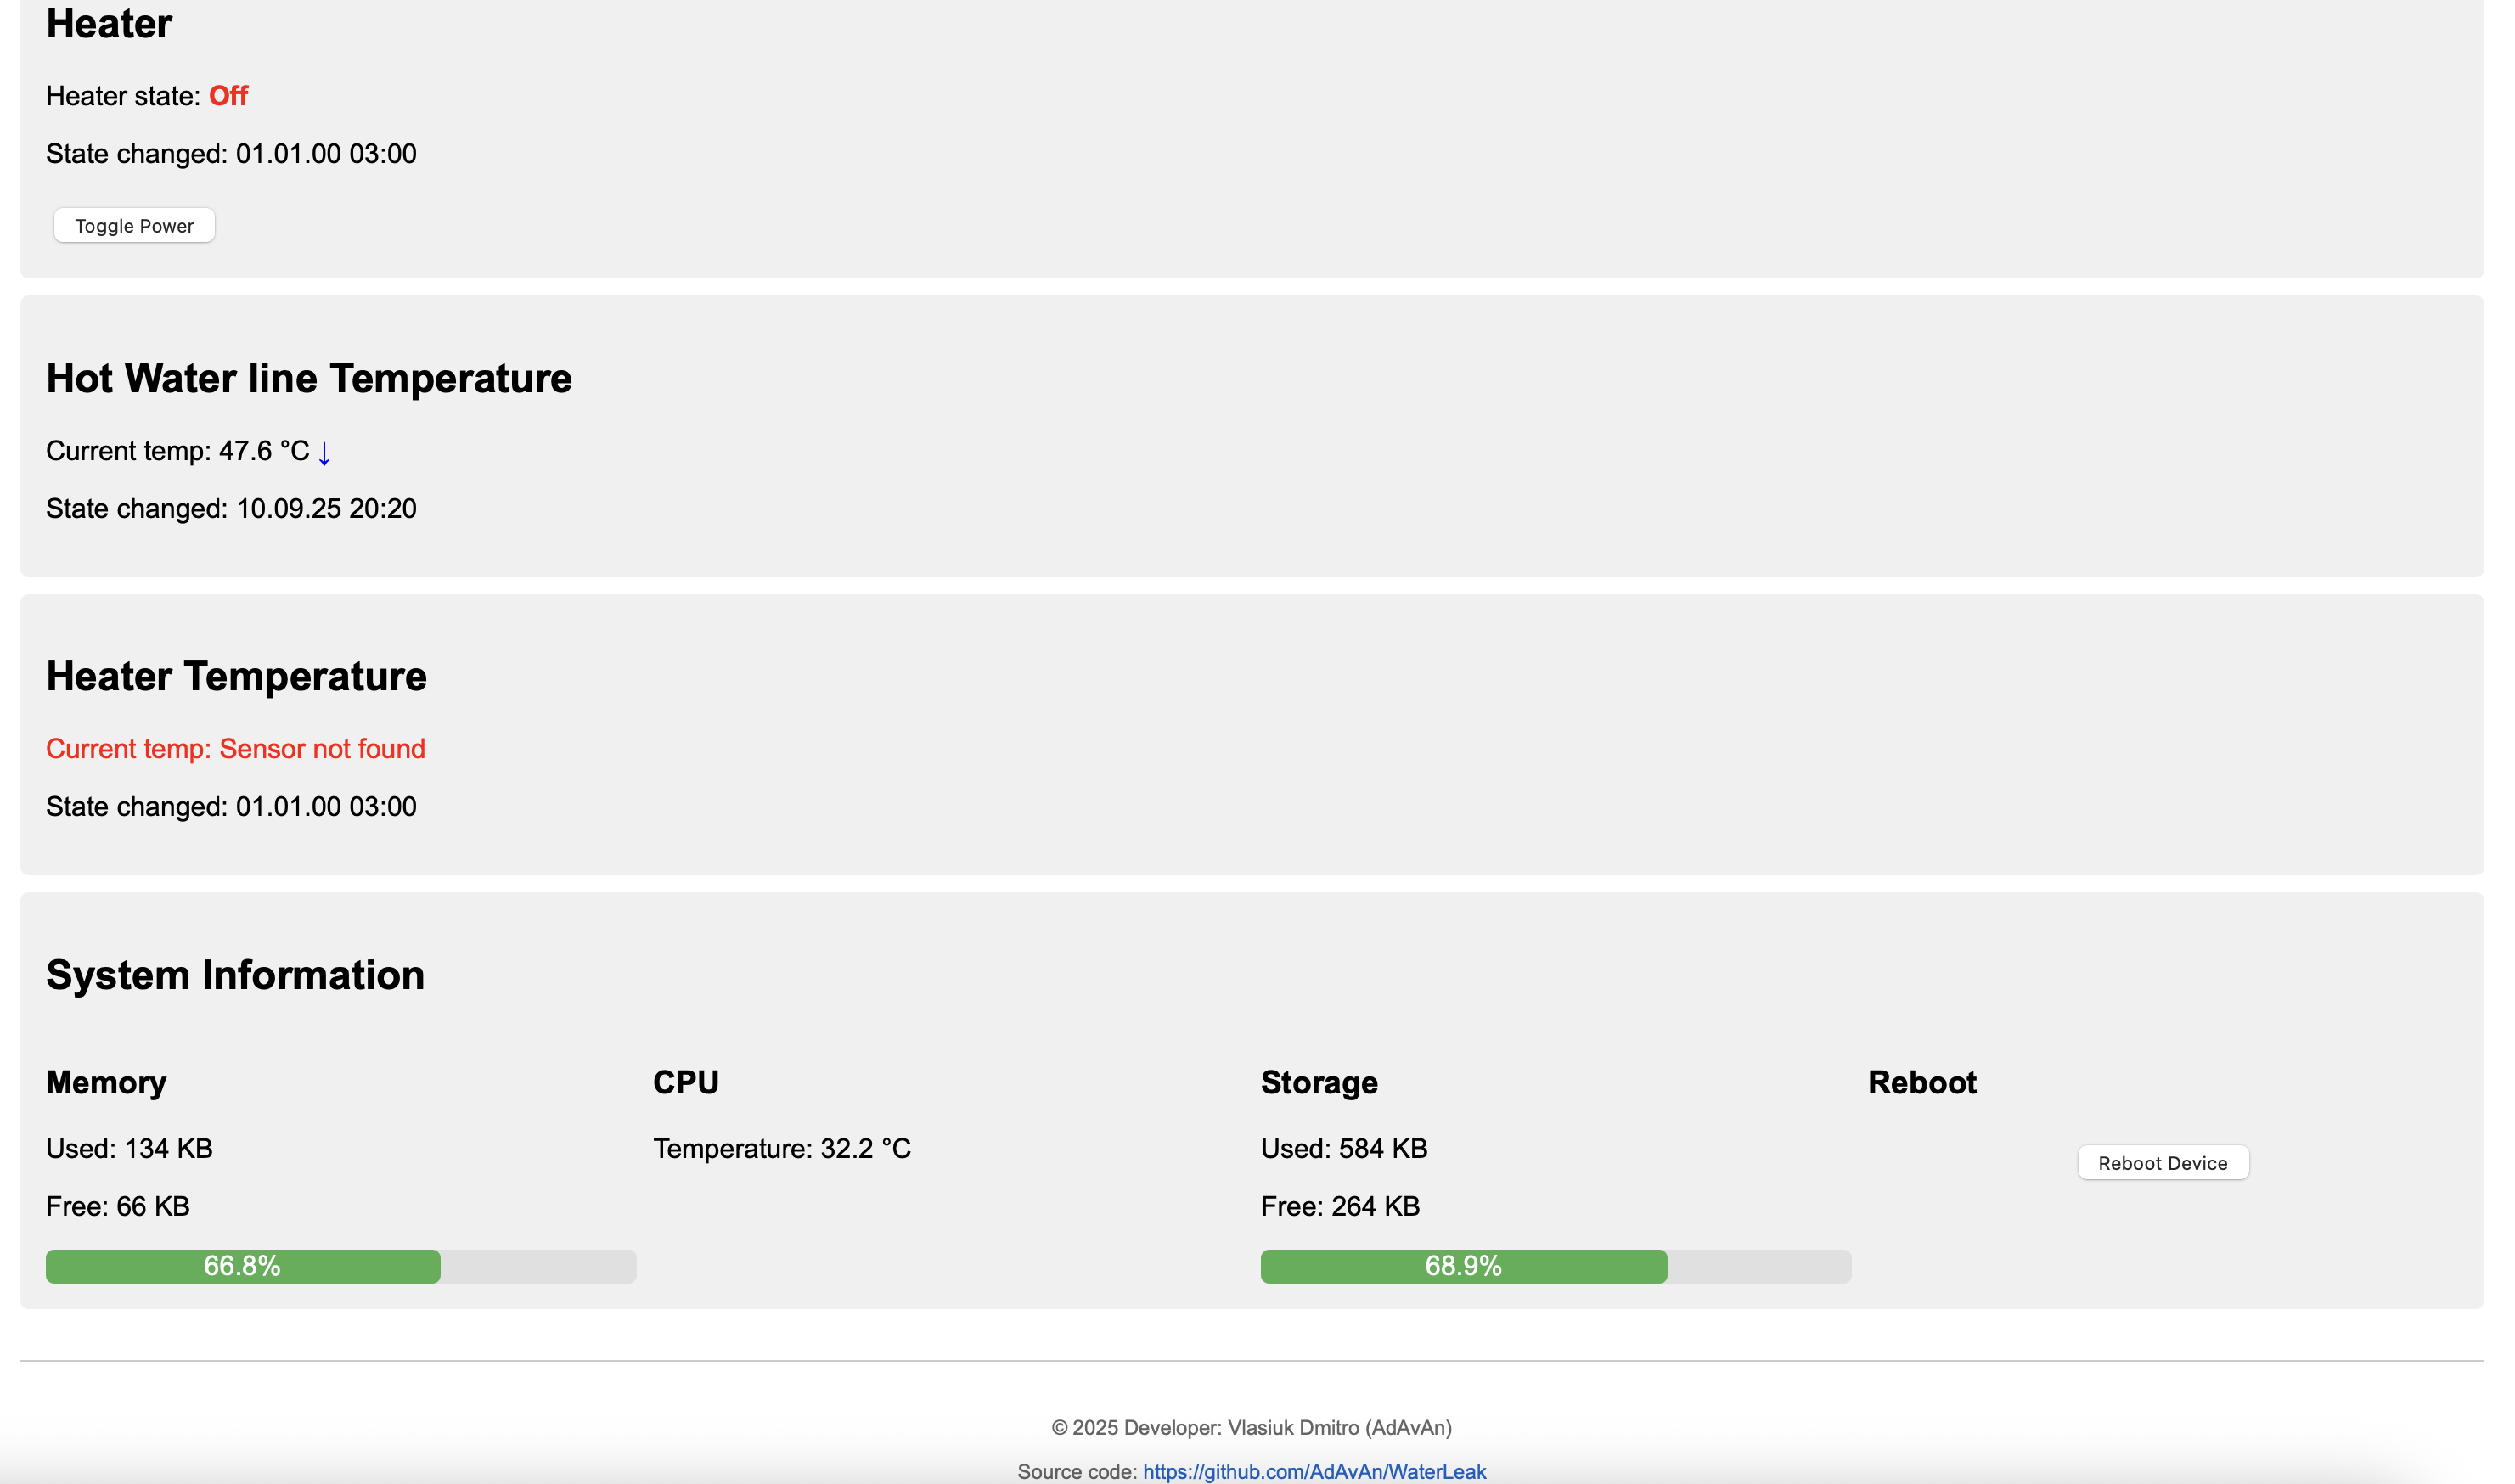 Heater
Heater state: Off
State changed: 01.01.00 03:00
Toggle Power
Hot Water line Temperature
Current temp: 47.6 °C ↓
State changed: 10.09.25 20:20
Heater Temperature
Current temp: Sensor not found
State changed: 01.01.00 03:00
System Information
Memory
Used: 134 KB
Free: 66 KB
66.8%
CPU
Temperature: 32.2 °C
Storage
Used: 584 KB
Free: 264 KB
68.9%
Reboot
Reboot Device
© 2025 Developer: Vlasiuk Dmitro (AdAvAn)
Source code: https://github.com/AdAvAn/WaterLeak